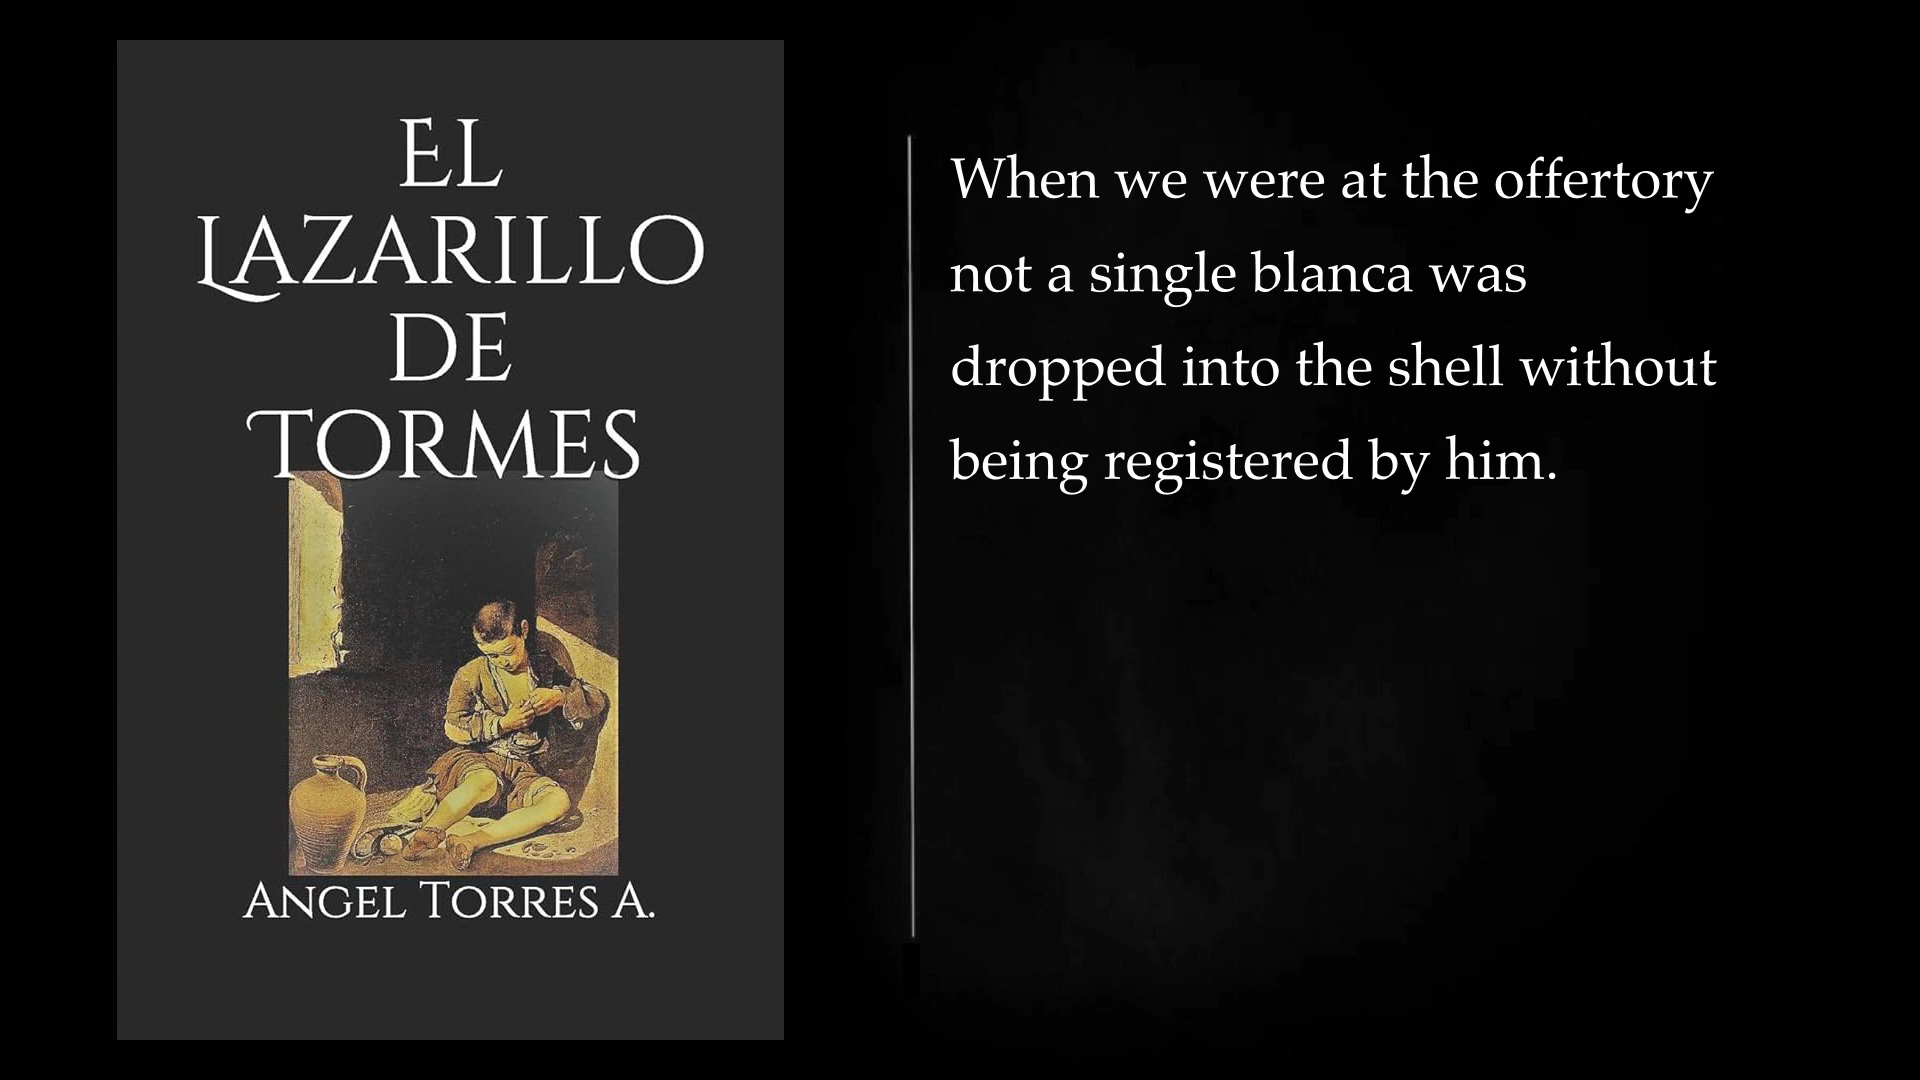 EL
LAZARILLO
DE
TORMES
ANGEL TORRES A.
When we were at the offertory
not a single blanca was
dropped into the shell without
being registered by him.